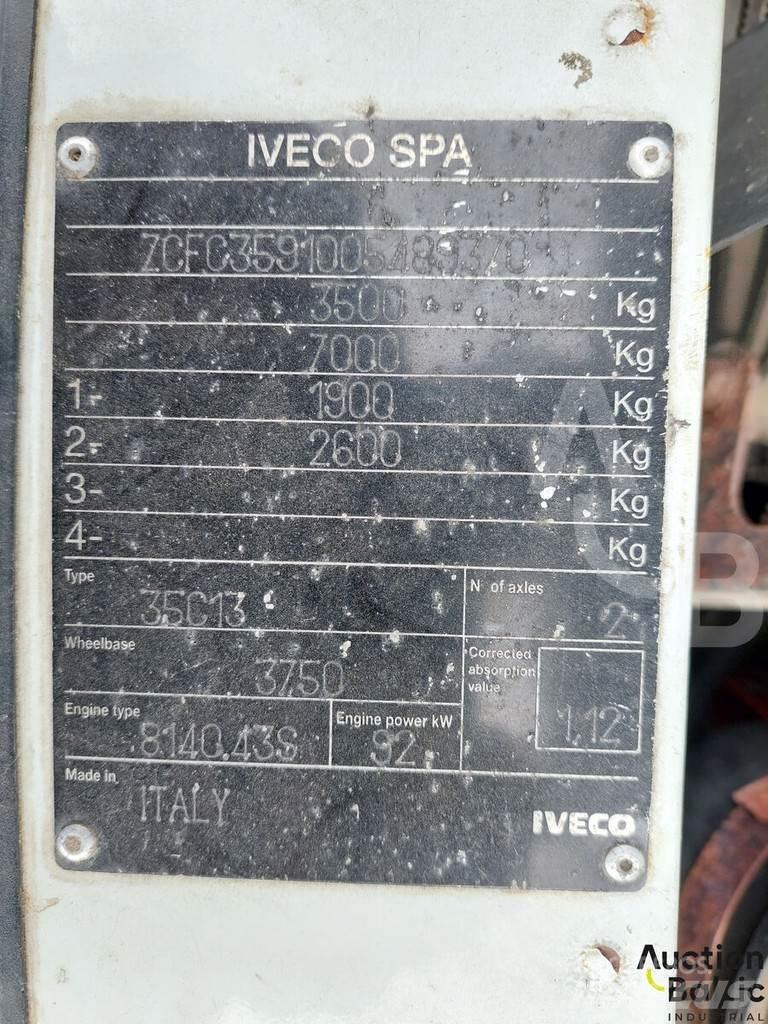 IVECO SPA
ZCFC3591005489370
3500 Kg
7000 Kg
1- 1900 Kg
2- 2600 Kg
3- Kg
4- Kg
Type
35C13
N° of axles
2
Wheelbase
3750
Corrected
absorption
value
1.12
Engine type
8140.43S
Engine power kW
92
Made in
ITALY
IVECO
Auction
Baltic
INDUSTRIAL